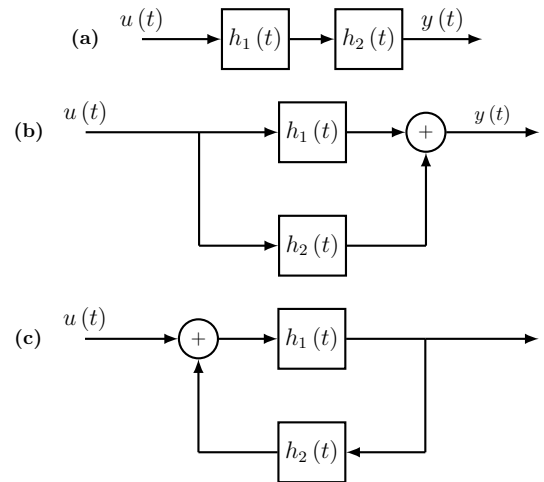 (a) u (t) h₁ (t) h₂ (t) y (t)
(b) u (t) h₁ (t) + y (t)
h₂ (t)
(c) u (t) + h₁ (t)
h₂ (t)